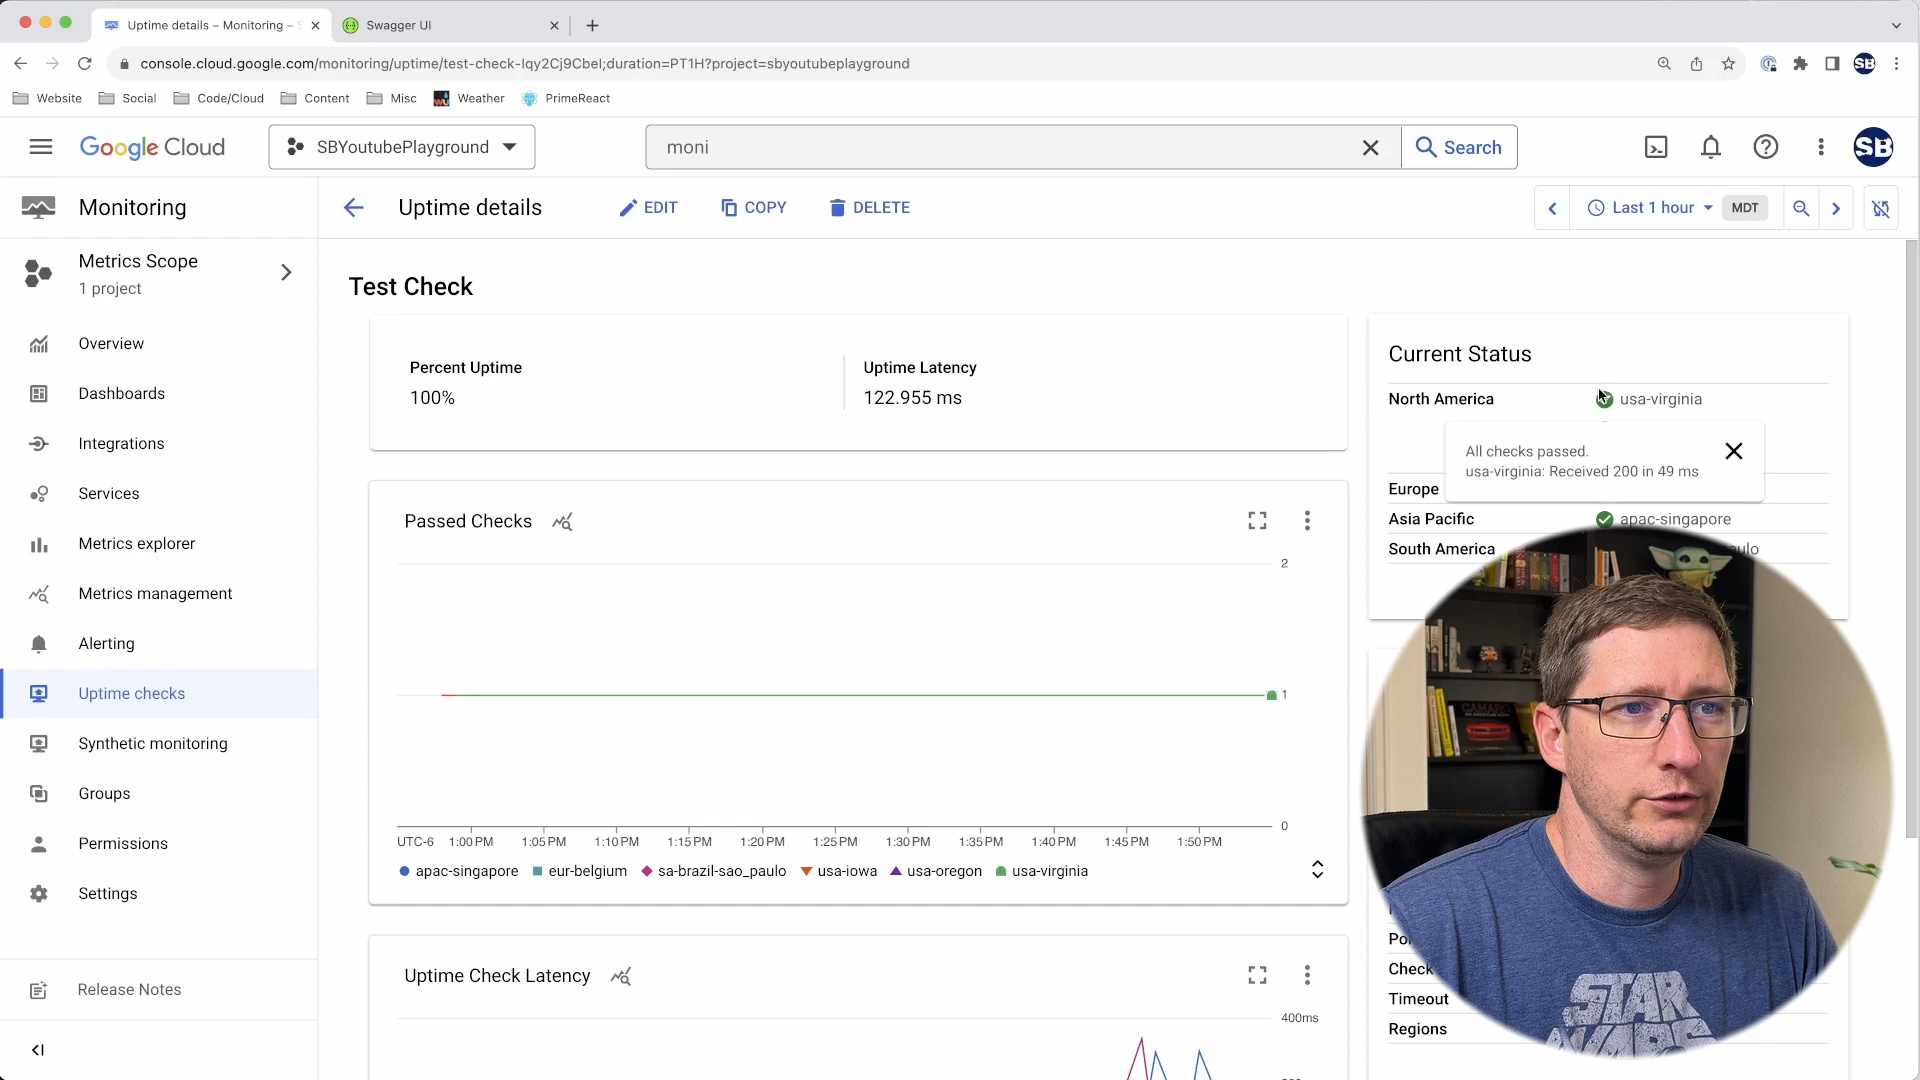 Uptime details – Monitoring –
Swagger UI
console.cloud.google.com/monitoring/uptime/test-check-lqy2Cj9CbeI;duration=PT1H?project=sbyoutubeplayground
SB
Website
Social
Code/Cloud
Content
Misc
Weather
PrimeReact
Google Cloud
SBYoutubePlayground
moni
Search
SB
Monitoring
Uptime details
EDIT
COPY
DELETE
Last 1 hour
MDT
Metrics Scope
1 project
Overview
Dashboards
Integrations
Services
Metrics explorer
Metrics management
Alerting
Uptime checks
Synthetic monitoring
Groups
Permissions
Settings
Release Notes
Test Check
Percent Uptime
100%
Uptime Latency
122.955 ms
Current Status
North America
usa-virginia
All checks passed.
usa-virginia: Received 200 in 49 ms
Europe
Asia Pacific
apac-singapore
South America
Passed Checks
2
1
0
UTC-6
1:00 PM
1:05 PM
1:10 PM
1:15 PM
1:20 PM
1:25 PM
1:30 PM
1:35 PM
1:40 PM
1:45 PM
1:50 PM
apac-singapore
eur-belgium
sa-brazil-sao_paulo
usa-iowa
usa-oregon
usa-virginia
Uptime Check Latency
400ms
Check
Timeout
Regions
CAMARO
STAR
WARS